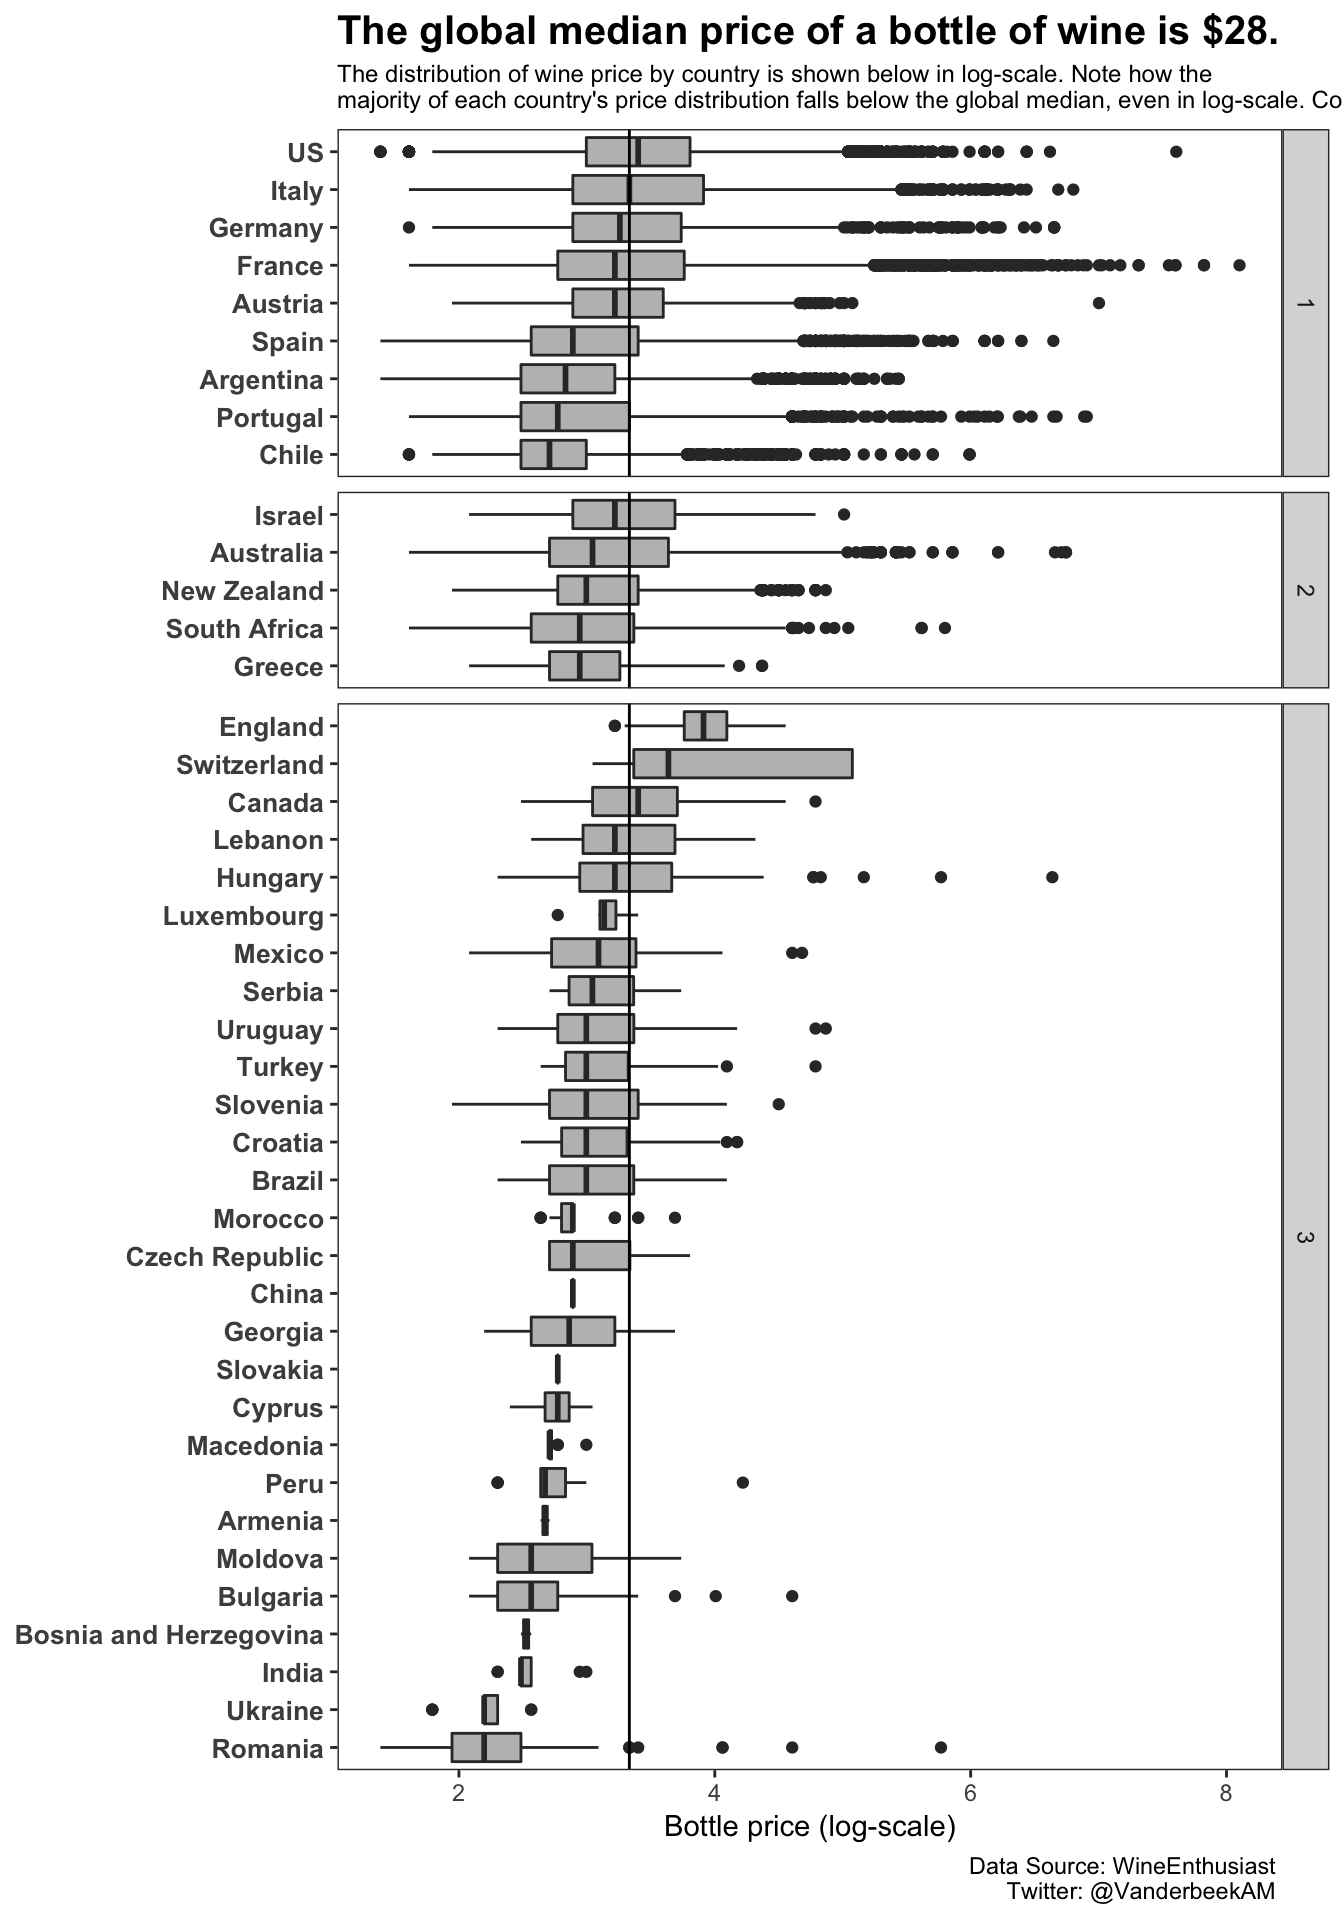 The global median price of a bottle of wine is $28.
The distribution of wine price by country is shown below in log-scale. Note how the
majority of each country's price distribution falls below the global median, even in log-scale. Co
US
Italy
Germany
France
Austria
Spain
Argentina
Portugal
Chile
1
Israel
Australia
New Zealand
South Africa
Greece
2
England
Switzerland
Canada
Lebanon
Hungary
Luxembourg
Mexico
Serbia
Uruguay
Turkey
Slovenia
Croatia
Brazil
Morocco
Czech Republic
China
Georgia
Slovakia
Cyprus
Macedonia
Peru
Armenia
Moldova
Bulgaria
Bosnia and Herzegovina
India
Ukraine
Romania
3
2 4 6 8
Bottle price (log-scale)
Data Source: WineEnthusiast
Twitter: @VanderbeekAM